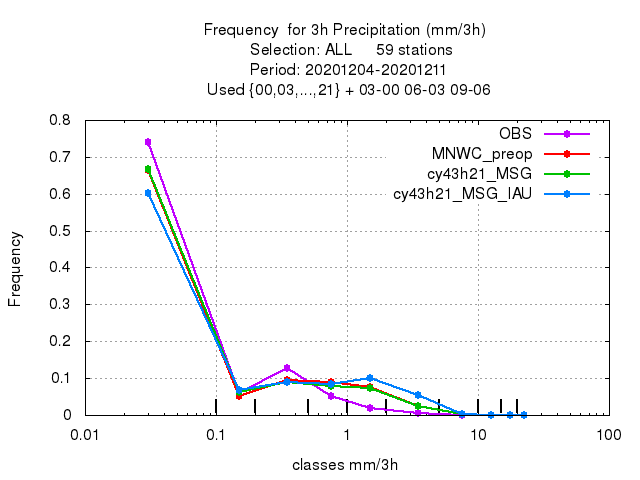 Frequency  for 3h Precipitation (mm/3h)
Selection: ALL     59 stations
Period: 20201204-20201211
Used {00,03,...,21} + 03-00 06-03 09-06
OBS
MNWC_preop
cy43h21_MSG
cy43h21_MSG_IAU
Frequency
0.8
0.7
0.6
0.5
0.4
0.3
0.2
0.1
0
0.01 0.1 1 10 100
classes mm/3h